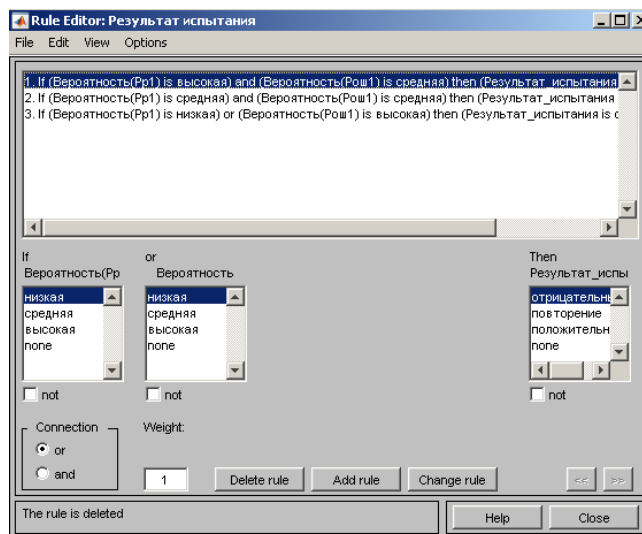 Rule Editor: Результат испытания
File Edit View Options
1. If (Вероятность(Рр1) is высокая) and (Вероятность(Рош1) is средняя) then (Результат_испытания
2. If (Вероятность(Рр1) is средняя) and (Вероятность(Рош1) is средняя) then (Результат_испытания
3. If (Вероятность(Рр1) is низкая) or (Вероятность(Рош1) is высокая) then (Результат_испытания is
If or Then
Вероятность(Рр Вероятность Результат_испы
низкая низкая отрицательны
средняя средняя повторение
высокая высокая положительн
none none none
not not not
Connection Weight:
or
and 1 Delete rule Add rule Change rule << >>
The rule is deleted Help Close